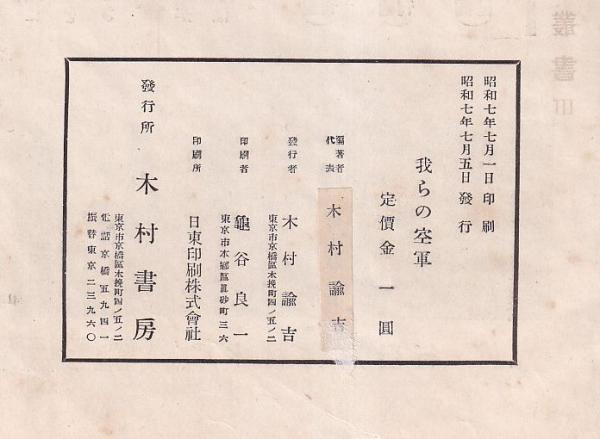 昭和七年七月一日 印刷
昭和七年七月五日 發行
我らの空軍
定價金一圓
編著者
代表
木村諭吉
發行者 木村諭吉
東京市京橋區木挽町四ノ五ノ二
印刷者 龜谷良一
東京市本鄕區眞砂町三六
印刷所 日東印刷株式會社
發行所 木村書房
東京市京橋區木挽町四ノ五ノ二
電話京橋五九四一
振替東京二三九六〇
叢書